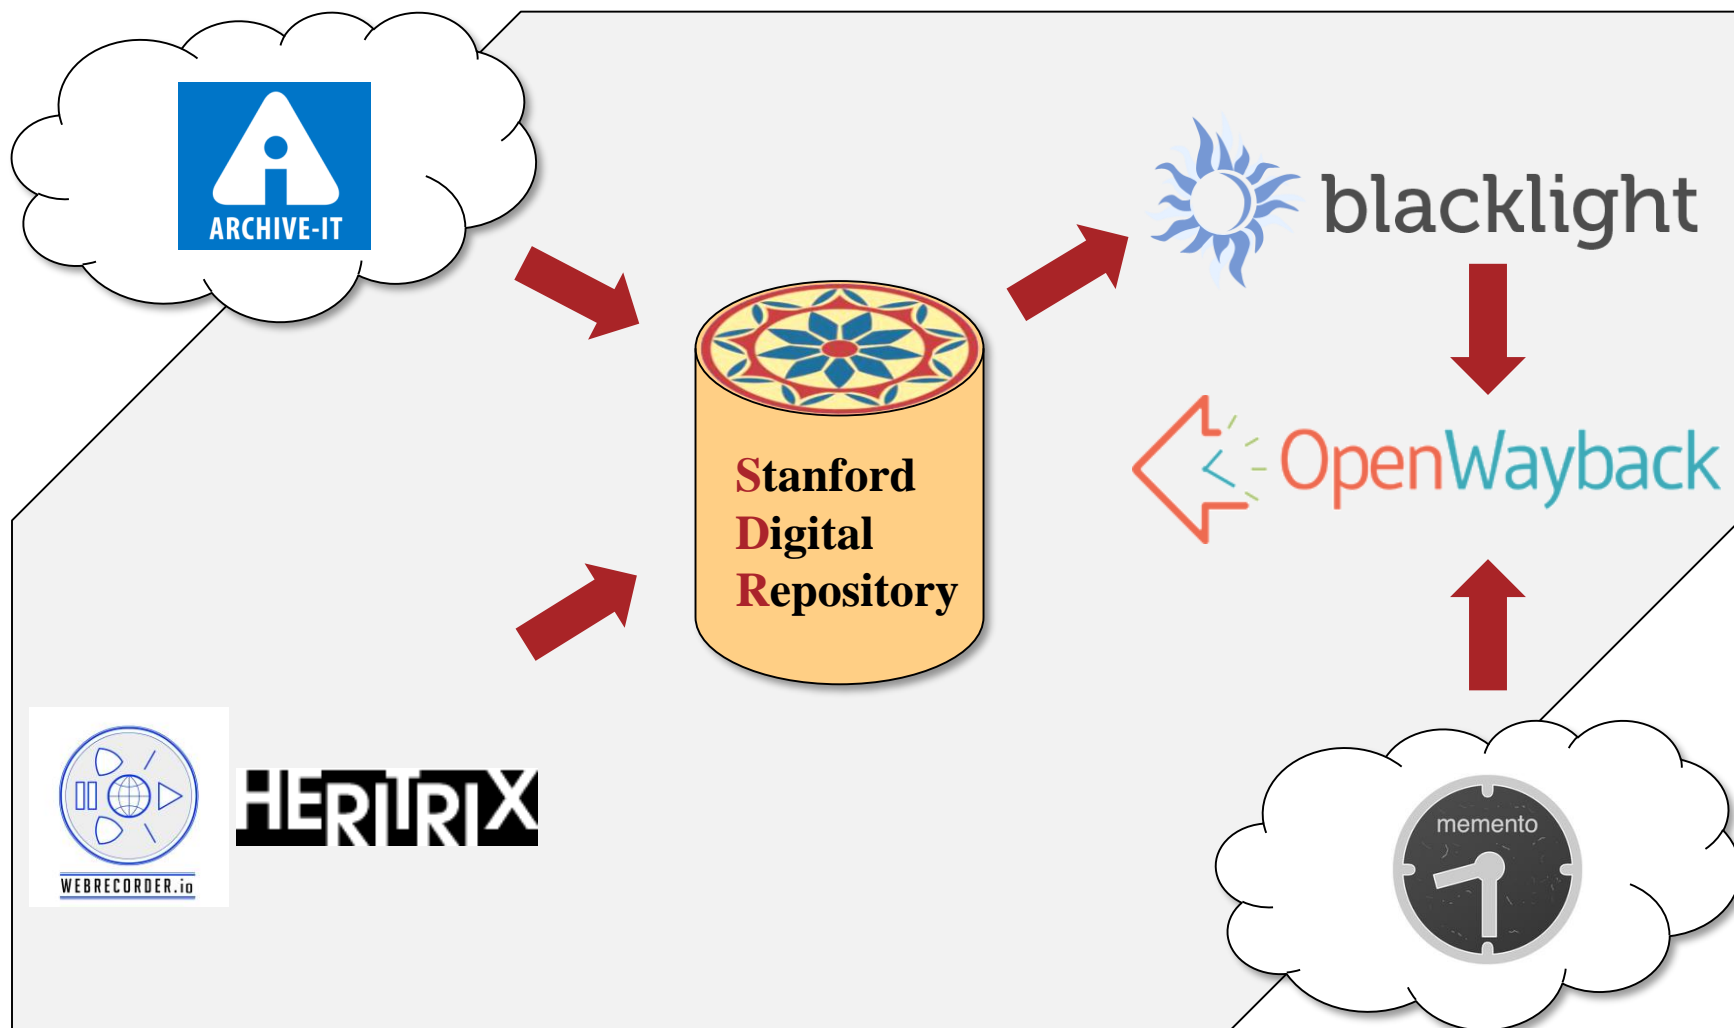 ARCHIVE-IT
blacklight
Stanford
Digital
Repository
OpenWayback
WEBRECORDER.io
HERITRIX
memento